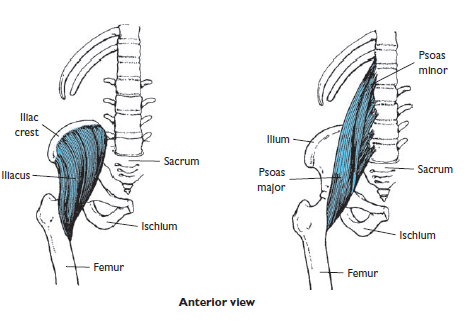 Iliac
crest
Iliacus
Sacrum
Ischium
Femur
Psoas
minor
Ilium
Psoas
major
Sacrum
Ischium
Femur
Anterior view